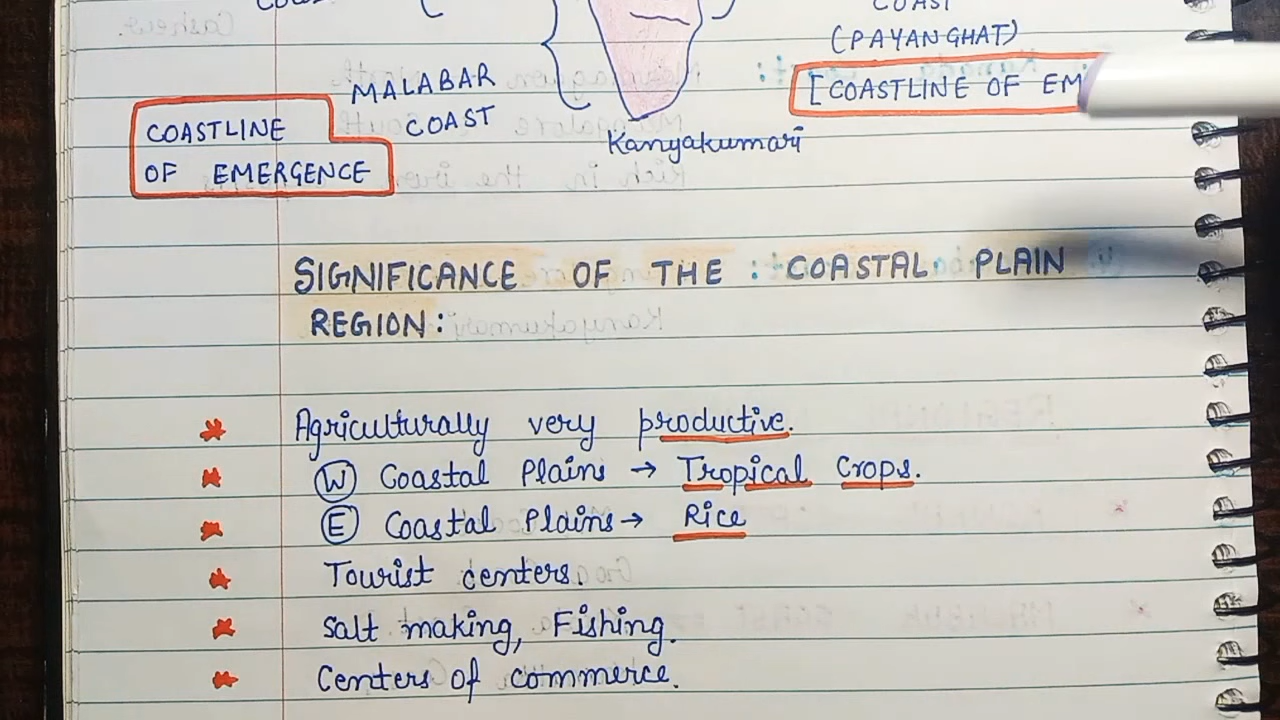 COAST
(PAYANGHAT)
[COASTLINE OF EM
MALABAR
COAST
COASTLINE
OF EMERGENCE
Kanyakumari
SIGNIFICANCE OF THE COASTAL PLAIN
REGION:
Agriculturally very productive.
W Coastal Plains → Tropical Crops.
E Coastal Plains → Rice
Tourist centers.
Salt making, Fishing.
Centers of commerce.